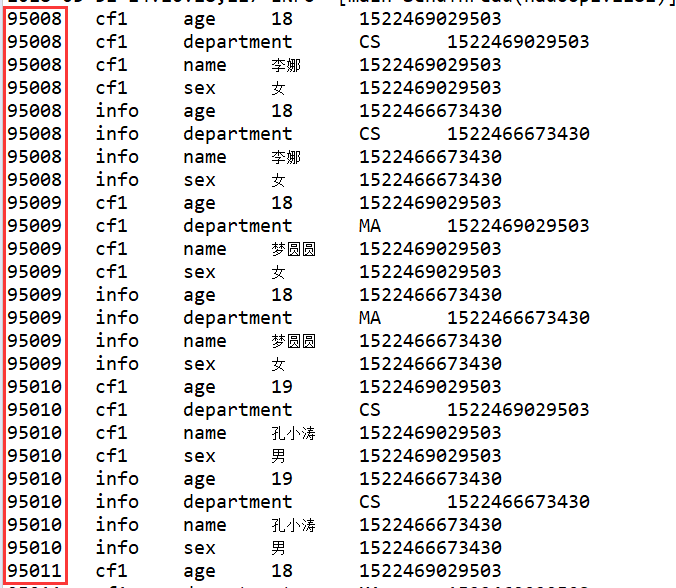 95008 cf1 age 18 1522469029503
95008 cf1 department CS 1522469029503
95008 cf1 name 李娜 1522469029503
95008 cf1 sex 女 1522469029503
95008 info age 18 1522466673430
95008 info department CS 1522466673430
95008 info name 李娜 1522466673430
95008 info sex 女 1522466673430
95009 cf1 age 18 1522469029503
95009 cf1 department MA 1522469029503
95009 cf1 name 梦圆圆 1522469029503
95009 cf1 sex 女 1522469029503
95009 info age 18 1522466673430
95009 info department MA 1522466673430
95009 info name 梦圆圆 1522466673430
95009 info sex 女 1522466673430
95010 cf1 age 19 1522469029503
95010 cf1 department CS 1522469029503
95010 cf1 name 孔小涛 1522469029503
95010 cf1 sex 男 1522469029503
95010 info age 19 1522466673430
95010 info department CS 1522466673430
95010 info name 孔小涛 1522466673430
95010 info sex 男 1522466673430
95011 cf1 age 18 1522469029503